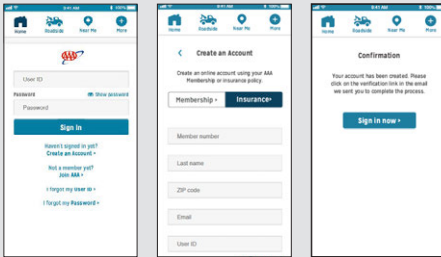 9:41 AM 100%
Home Roadside Near Me More
AAA
User ID
Password Show password
Password
Sign In
Haven't signed in yet?
Create an Account ›
Not a member yet?
Join AAA ›
I forgot my User ID ›
I forgot my Password ›
9:41 AM 100%
Home Roadside Near Me More
‹ Create an Account
Create an online account using your AAA
Membership or insurance policy.
Membership › Insurance›
Member number
Last name
ZIP code
Email
User ID
9:41 AM 100%
Home Roadside Near Me More
Confirmation
Your account has been created. Please
click on the verification link in the email
we sent you to complete the process.
Sign in now ›